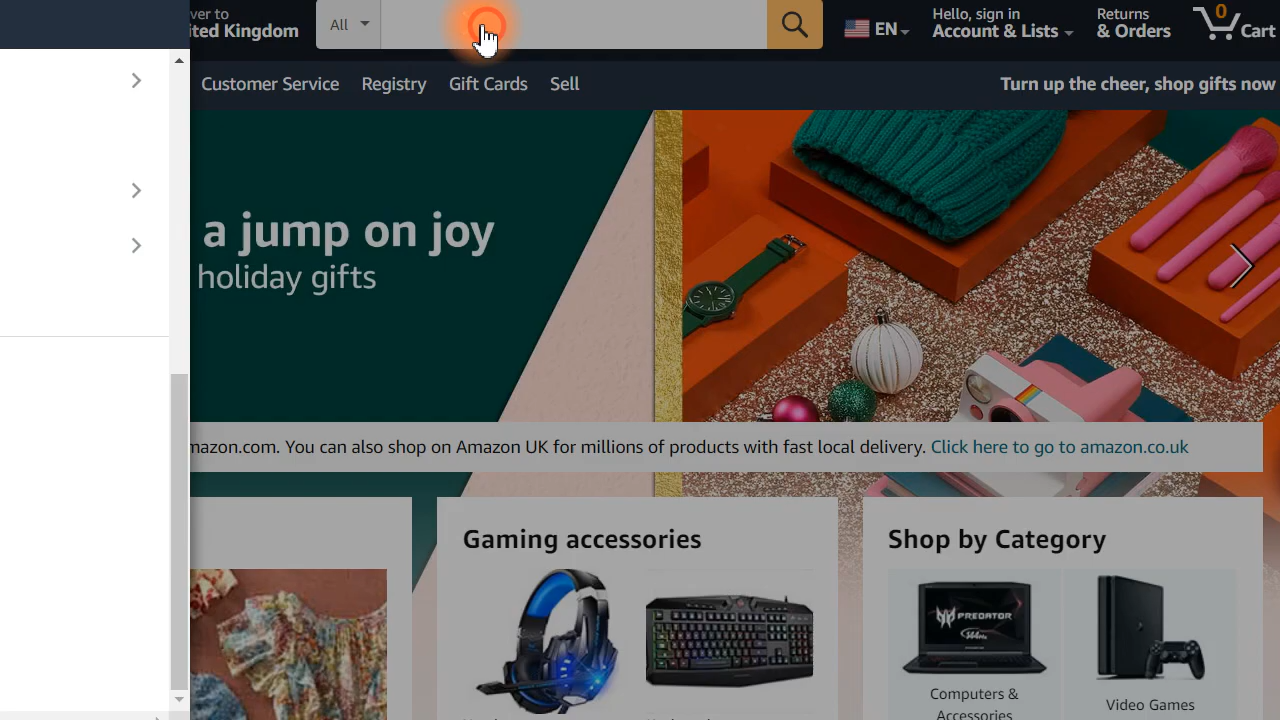 ver to
ited Kingdom
All
EN
Hello, sign in
Account & Lists
Returns
& Orders
0
Cart
Customer Service
Registry
Gift Cards
Sell
Turn up the cheer, shop gifts now
a jump on joy
holiday gifts
mazon.com. You can also shop on Amazon UK for millions of products with fast local delivery. Click here to go to amazon.co.uk
Gaming accessories
Shop by Category
PREDATOR
Computers &
Accessories
Video Games